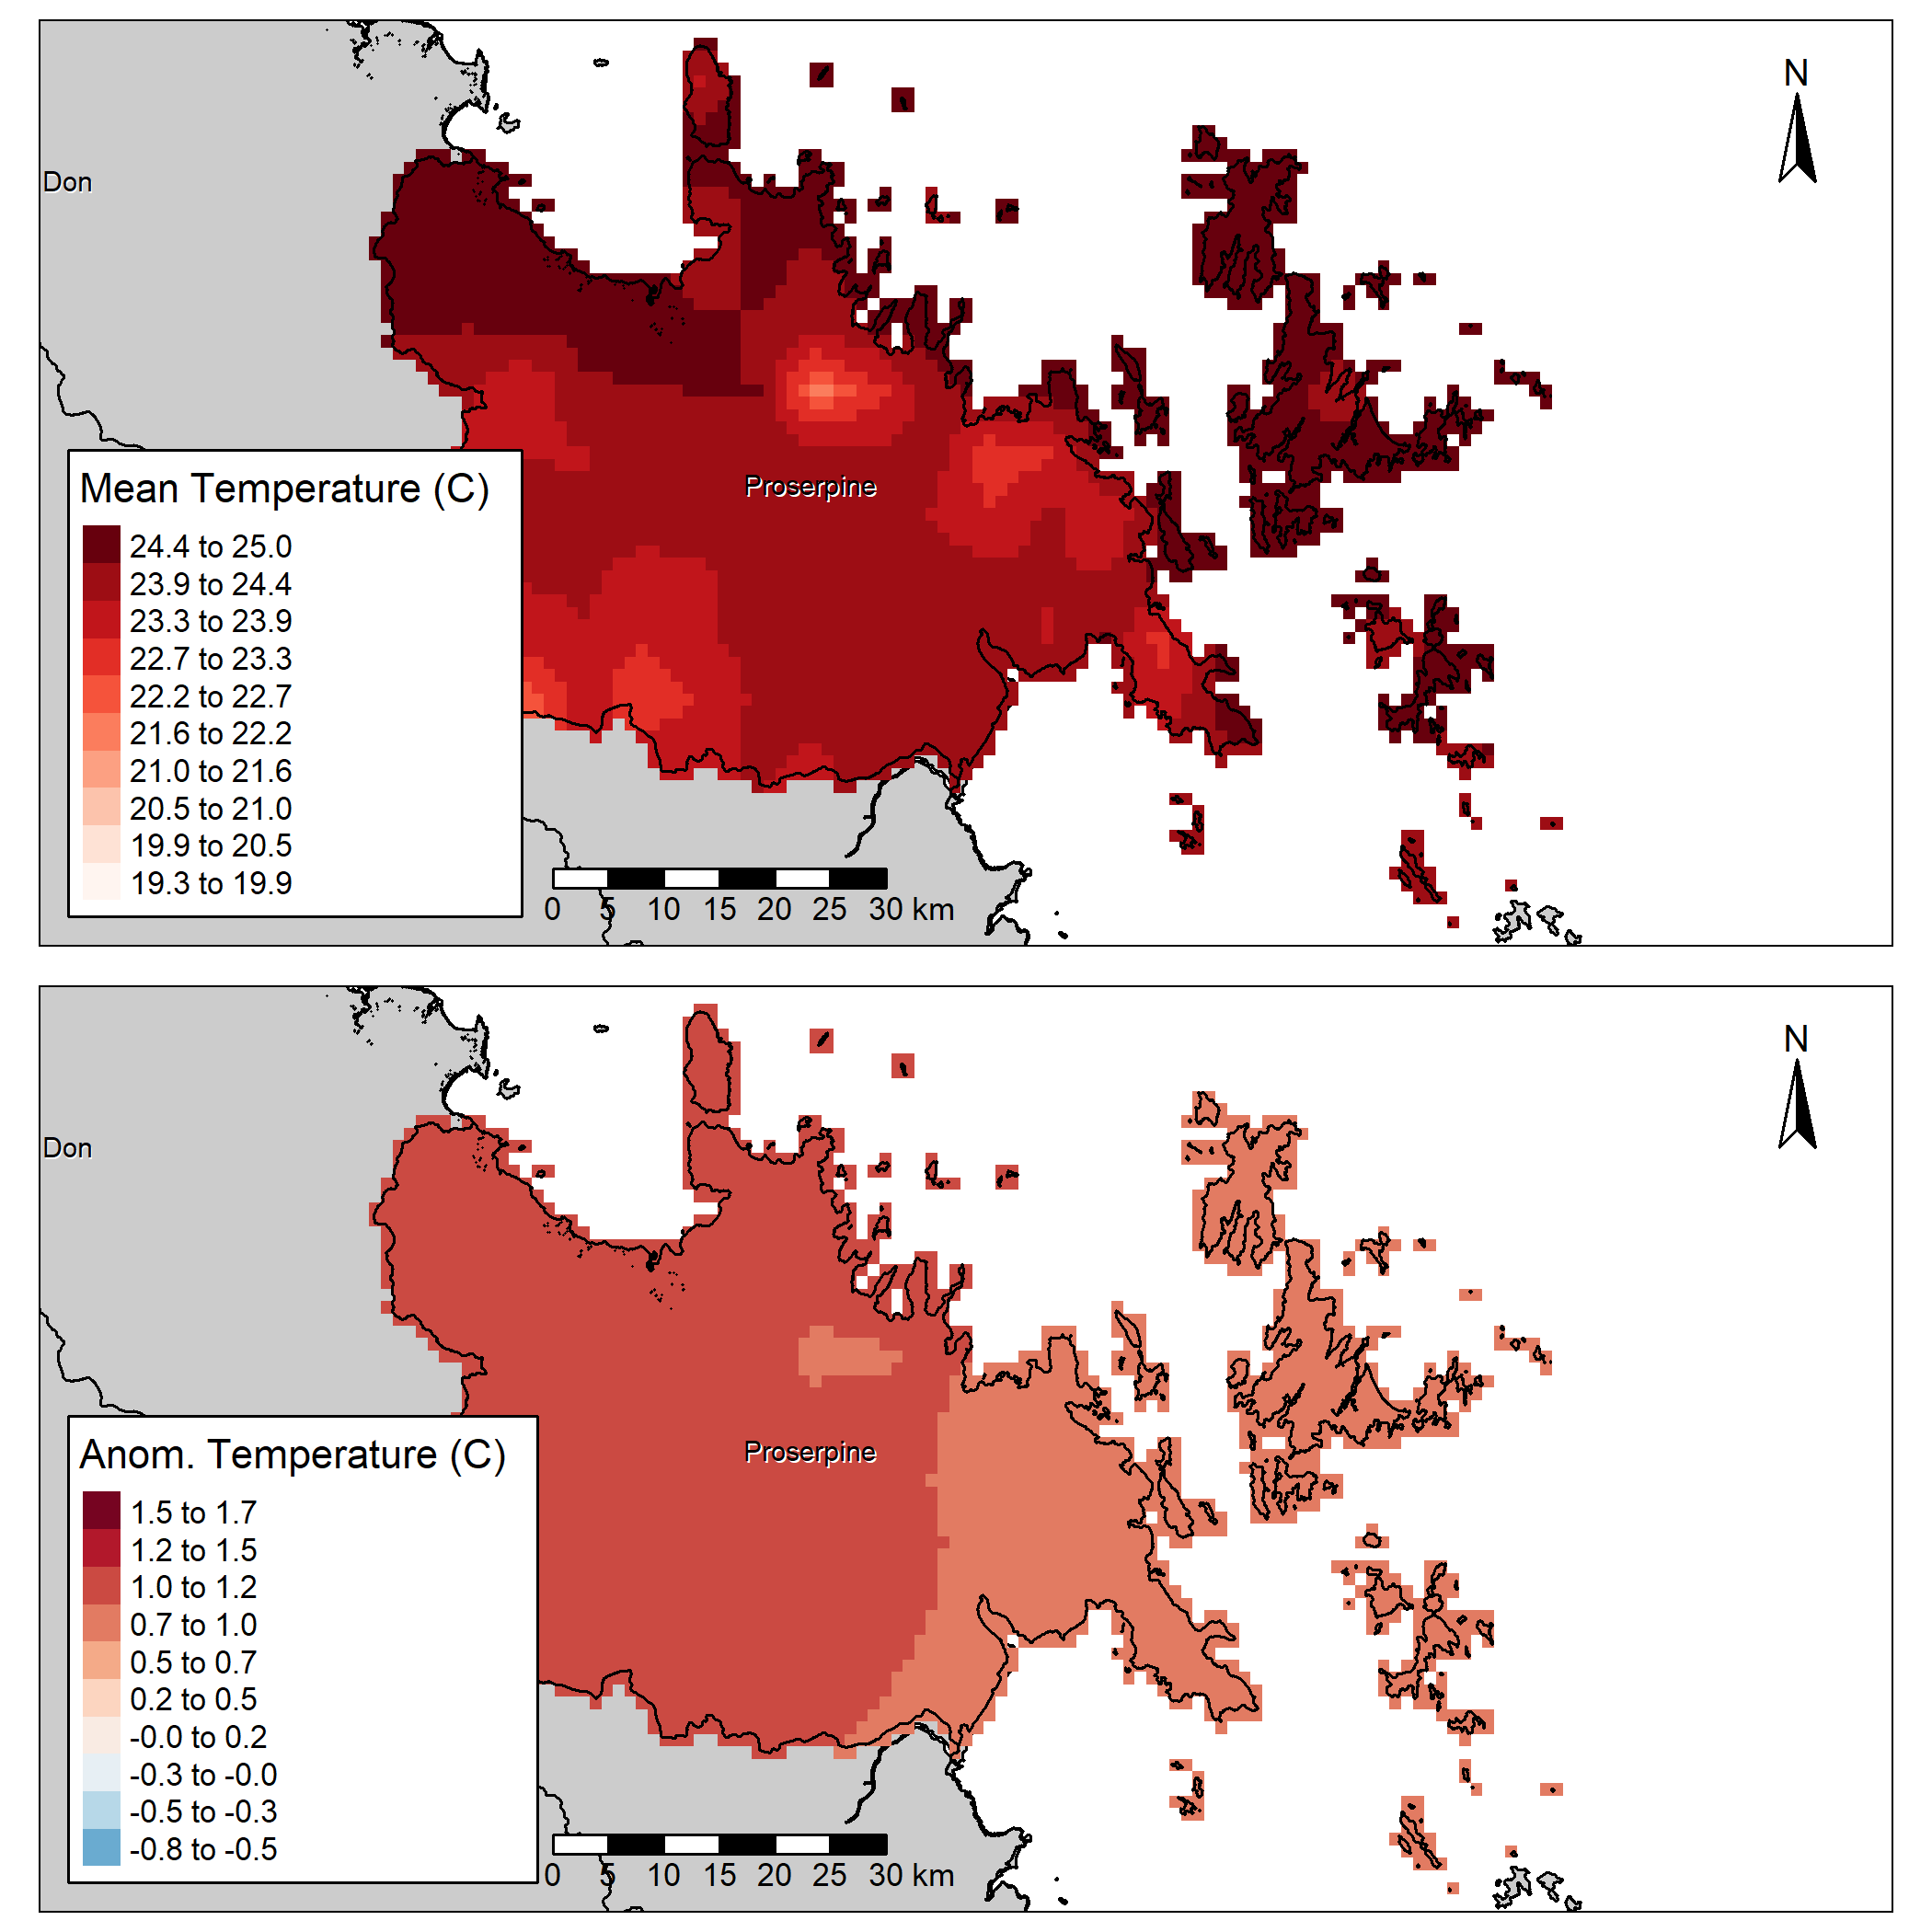 N
Don
Proserpine
Mean Temperature (C)
24.4 to 25.0
23.9 to 24.4
23.3 to 23.9
22.7 to 23.3
22.2 to 22.7
21.6 to 22.2
21.0 to 21.6
20.5 to 21.0
19.9 to 20.5
19.3 to 19.9
0 5 10 15 20 25 30 km
N
Don
Proserpine
Anom. Temperature (C)
1.5 to 1.7
1.2 to 1.5
1.0 to 1.2
0.7 to 1.0
0.5 to 0.7
0.2 to 0.5
-0.0 to 0.2
-0.3 to -0.0
-0.5 to -0.3
-0.8 to -0.5
0 5 10 15 20 25 30 km